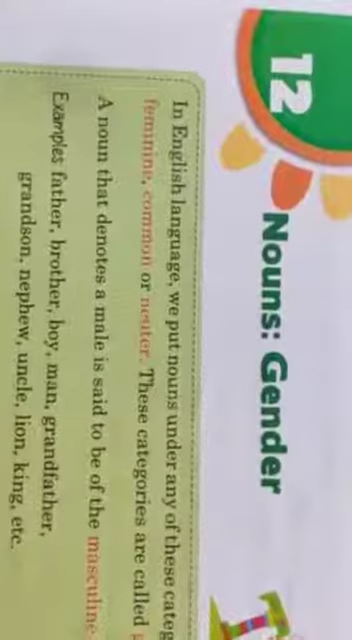 12
Nouns: Gender
In English language, we put nouns under any of these categ
feminine, common or neuter. These categories are called
A noun that denotes a male is said to be of the masculine
Examples father, brother, boy, man, grandfather,
grandson, nephew, uncle, lion, king, etc.